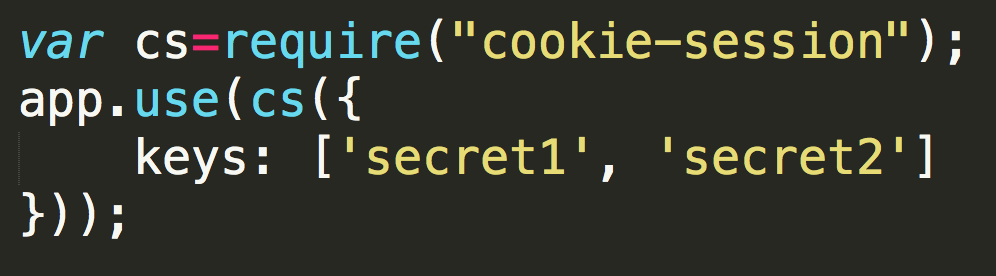 var cs=require("cookie-session");
app.use(cs({
    keys: ['secret1', 'secret2']
}));